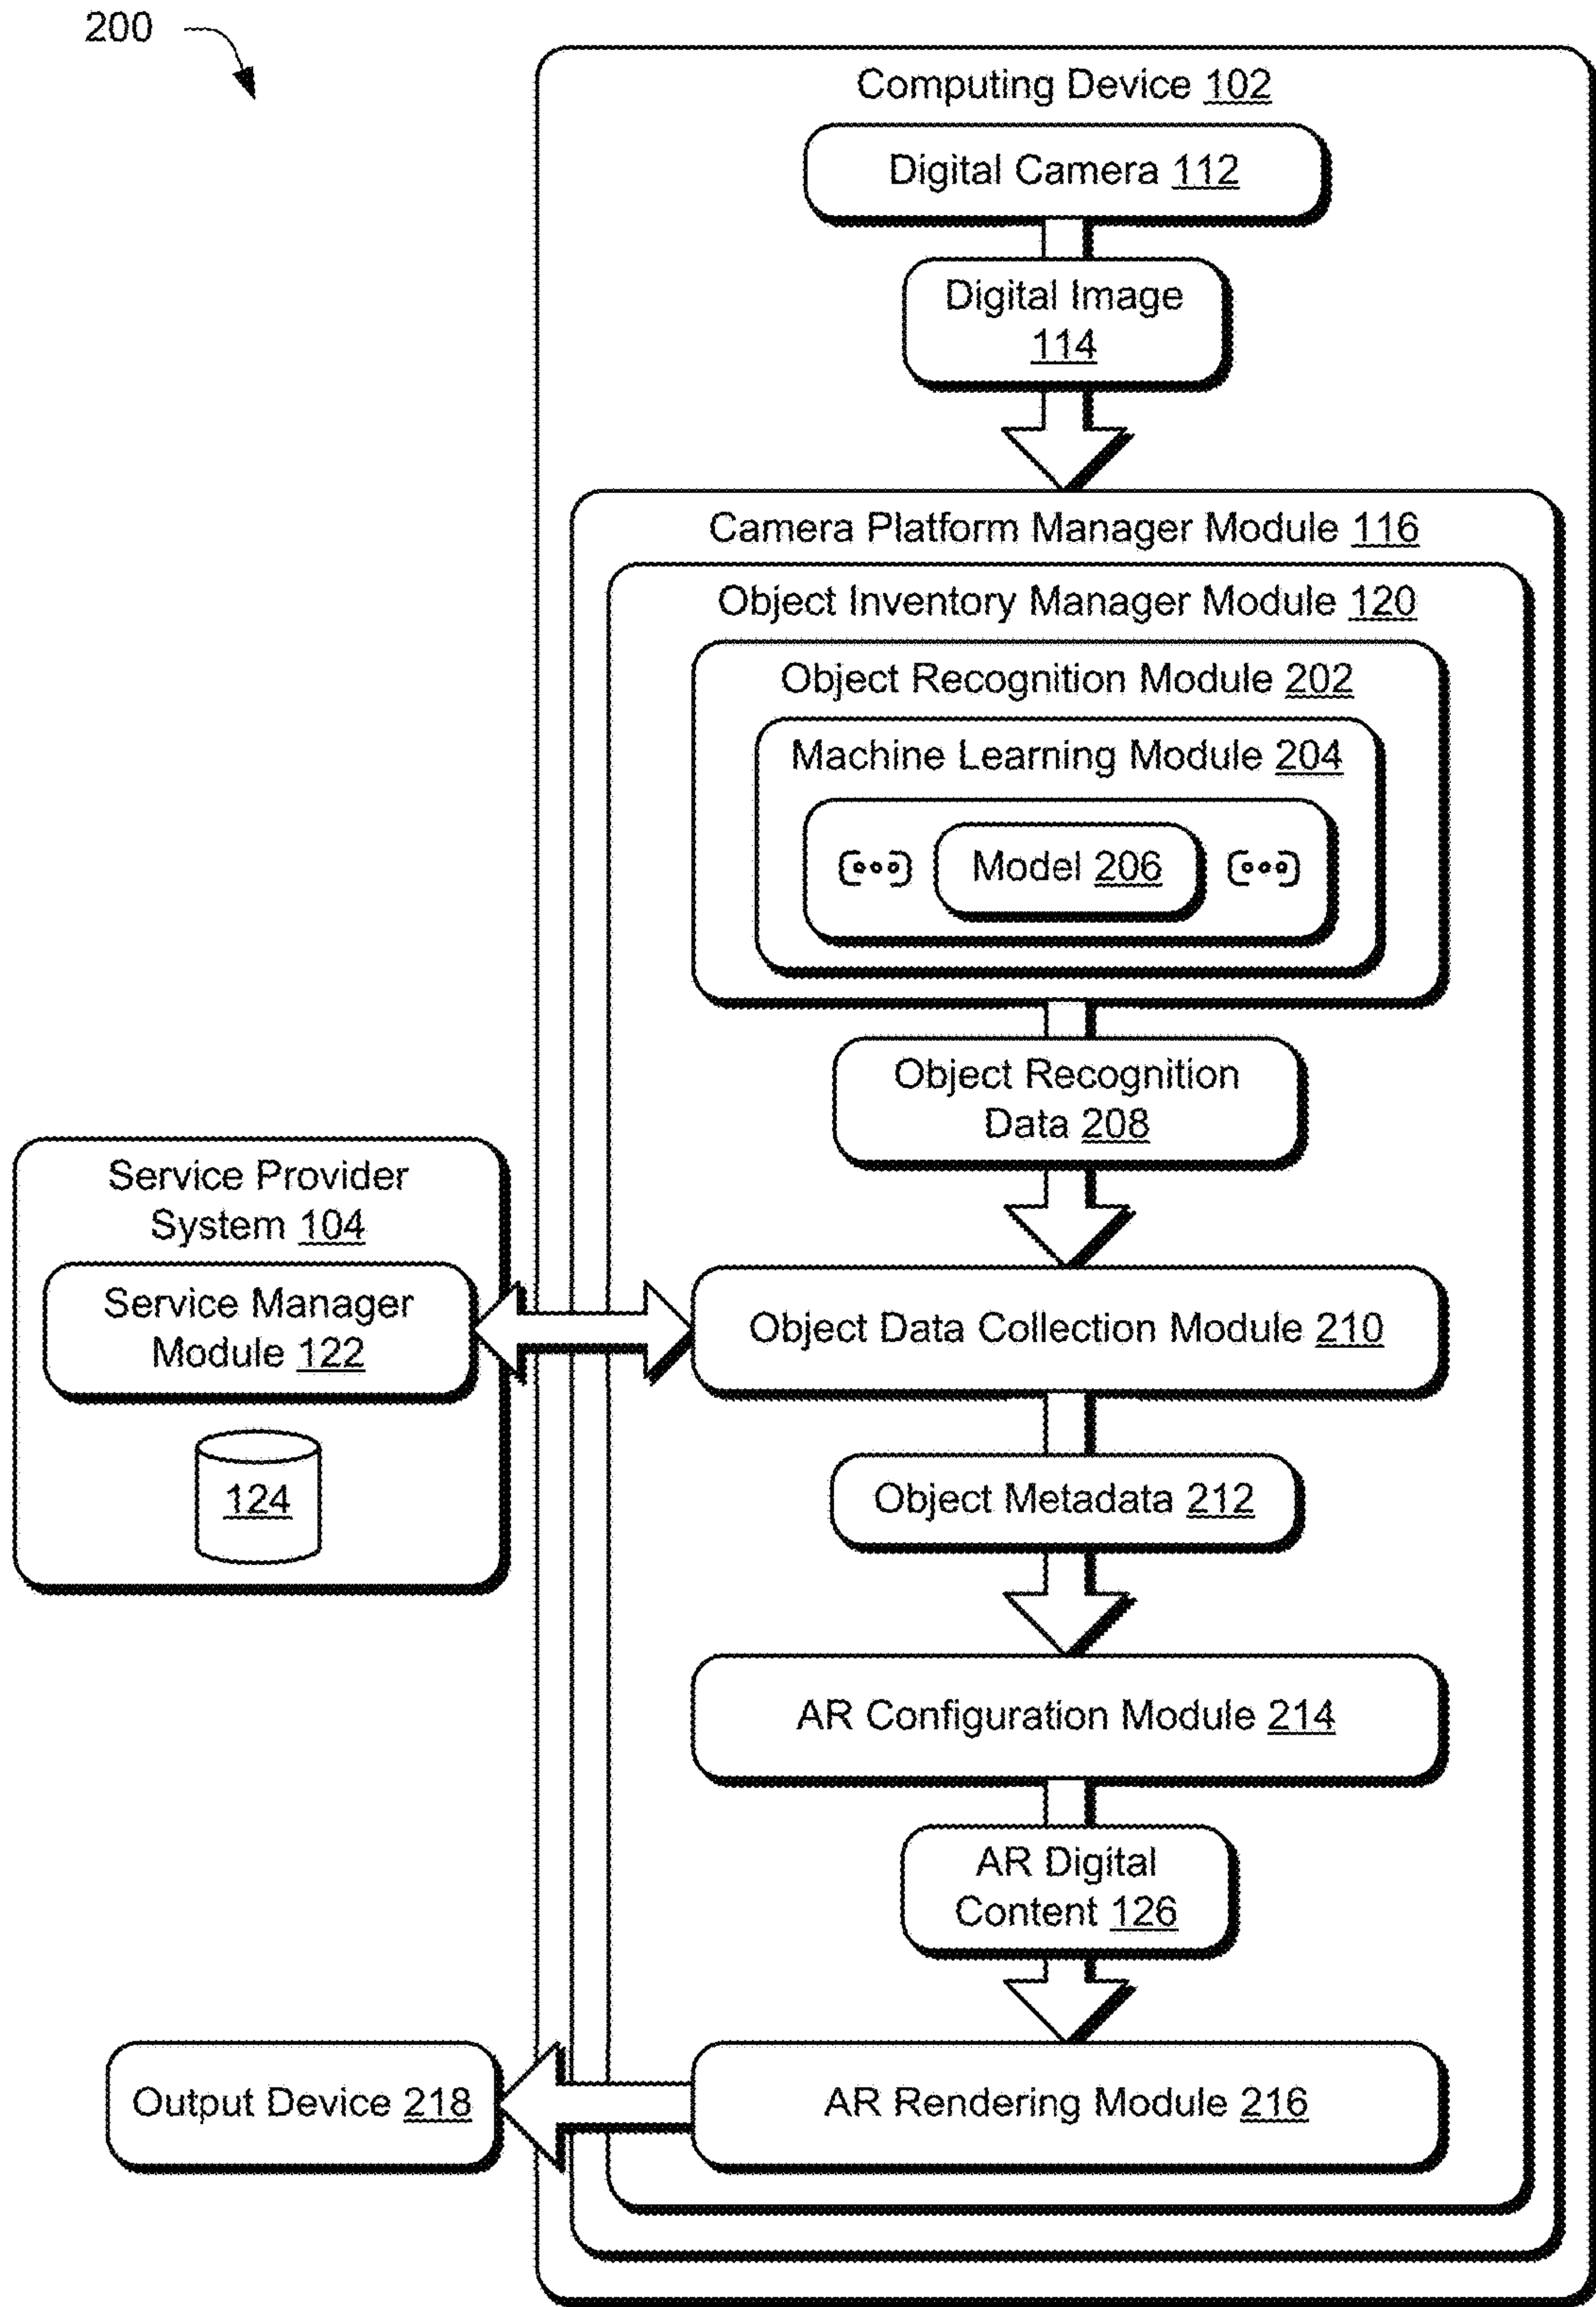 200
Computing Device 102
Digital Camera 112
Digital Image
114
Camera Platform Manager Module 116
Object Inventory Manager Module 120
Object Recognition Module 202
Machine Learning Module 204
Model 206
Object Recognition
Data 208
Service Provider
System 104
Service Manager
Module 122
124
Object Data Collection Module 210
Object Metadata 212
AR Configuration Module 214
AR Digital
Content 126
Output Device 218
AR Rendering Module 216